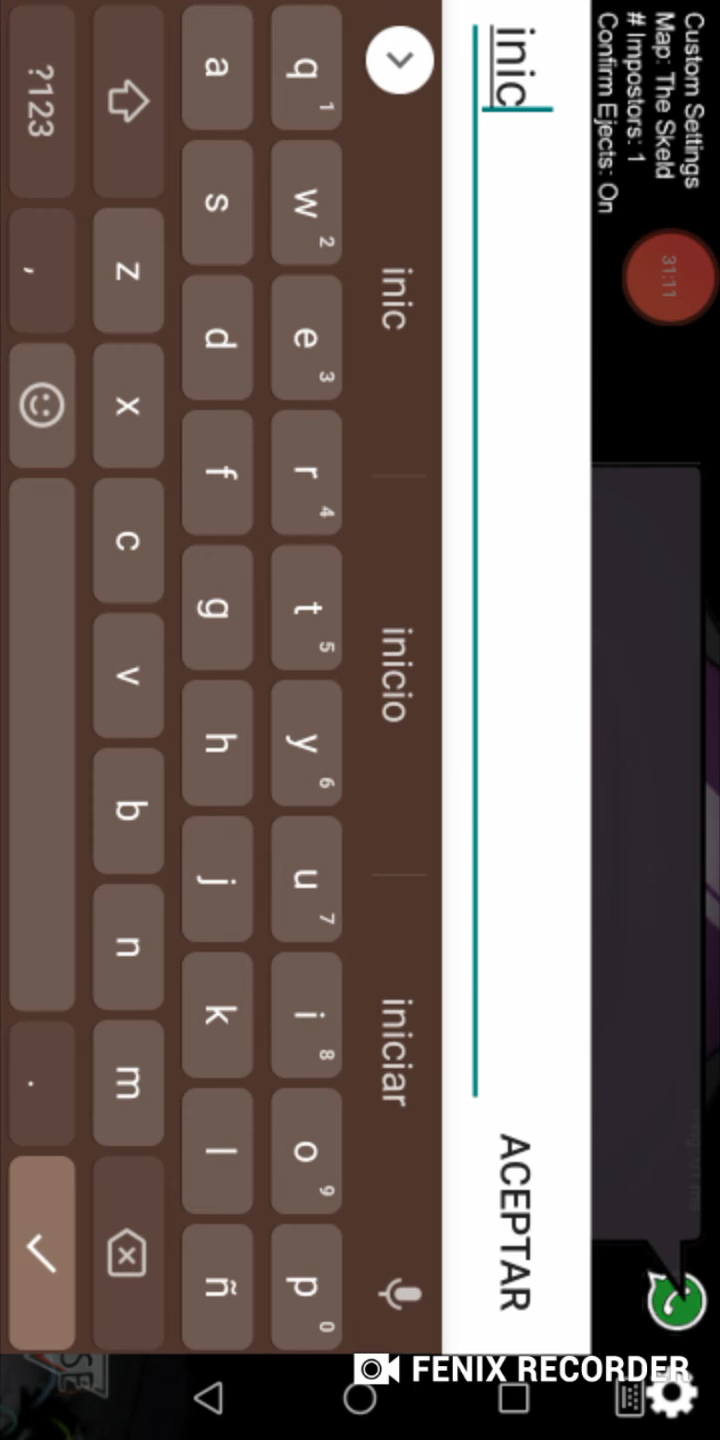 Custom Settings
Map: The Skeld
# Impostors: 1
Confirm Ejects: On
31:11
inic
ACEPTAR
inic inicio iniciar
q 1 w 2 e 3 r 4 t 5 y 6 u 7 i 8 o 9 p 0
a s d f g h j k l ñ
z x c v b n m
?123 , .
FENIX RECORDER